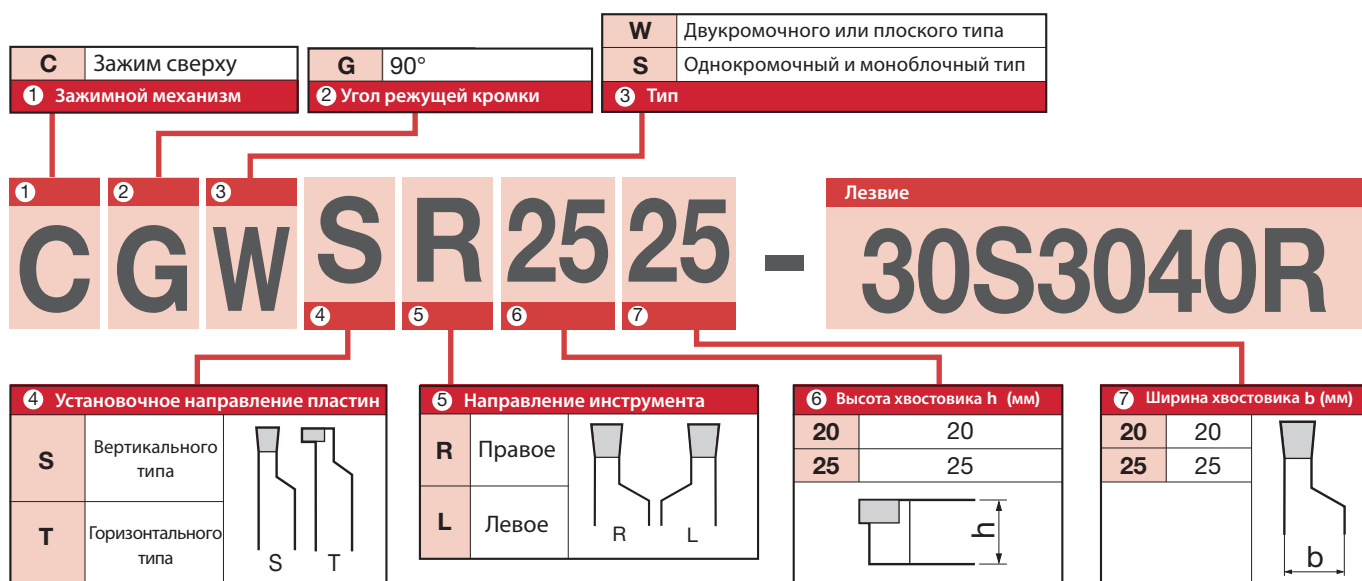 C Зажим сверху
① Зажимной механизм
G 90°
② Угол режущей кромки
W Двукромочного или плоского типа
S Однокромочный и моноблочный тип
③ Тип
① ② ③ Лезвие
C G W S R 25 25 - 30S3040R
④ ⑤ ⑥ ⑦
④ Установочное направление пластин
S Вертикального
типа
T Горизонтального
типа
S T
⑤ Направление инструмента
R Правое
L Левое
R L
⑥ Высота хвостовика h (мм)
20 20
25 25
h
⑦ Ширина хвостовика b (мм)
20 20
25 25
b